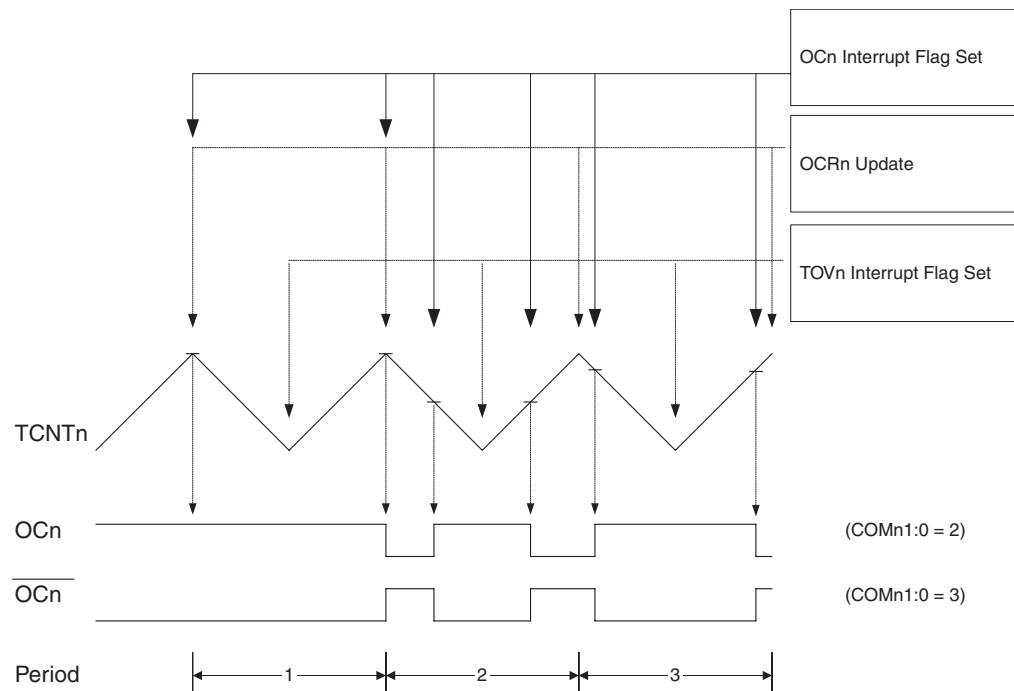 OCn Interrupt Flag Set
OCRn Update
TOVn Interrupt Flag Set
TCNTn
OCn (COMn1:0 = 2)
OCn (COMn1:0 = 3)
Period 1 2 3